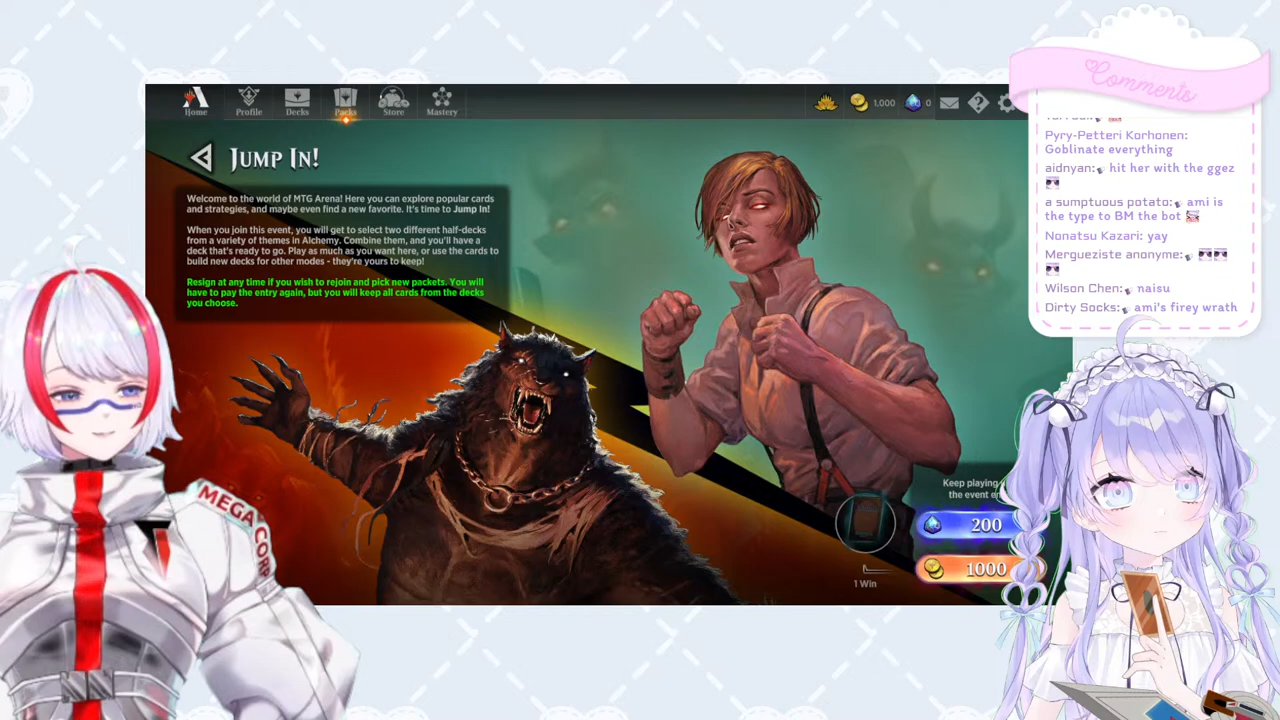 Home
Profile
Decks
Packs
Store
Mastery
1,000
0
JUMP IN!
Welcome to the world of MTG Arena! Here you can explore popular cards
and strategies, and maybe even find a new favorite. It's time to Jump In!
When you join this event, you will get to select two different half-decks
from a variety of themes in Alchemy. Combine them, and you'll have a
deck that's ready to go. Play as much as you want here, or use the cards to
build new decks for other modes - they're yours to keep!
Resign at any time if you wish to rejoin and pick new packets. You will
have to pay the entry again, but you will keep all cards from the decks
you choose.
Keep playing
the event
200
1000
1 Win
MEGA CORP
Comments
Pyry-Petteri Korhonen:
Goblinate everything
aidnyan: hit her with the ggez
a sumptuous potato: ami is
the type to BM the bot
Nonatsu Kazari: yay
Mergueziste anonyme:
Wilson Chen: naisu
Dirty Socks: ami's firey wrath